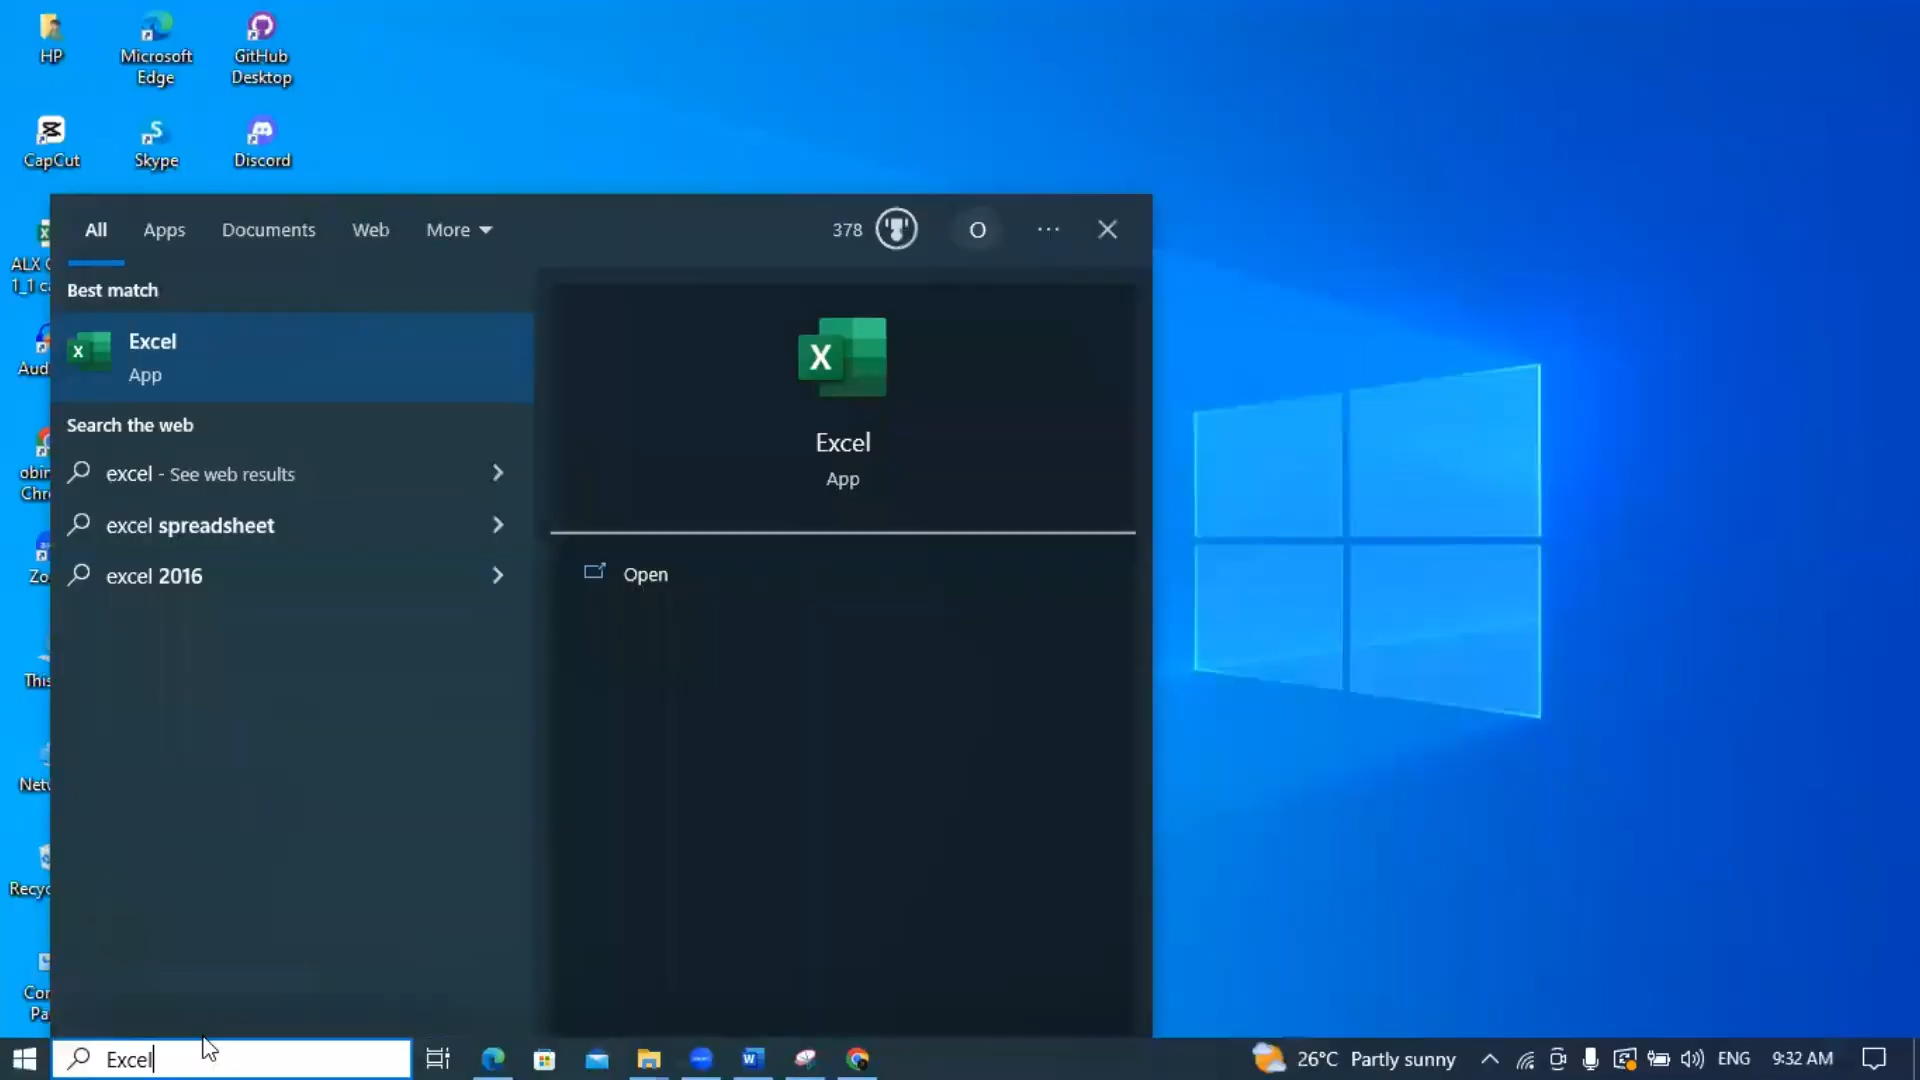 HP
Microsoft
Edge
GitHub
Desktop
CapCut
Skype
Discord
ALX
1_1
All
Apps
Documents
Web
More
378
O
Best match
Excel
App
Search the web
excel - See web results
excel spreadsheet
excel 2016
X
Excel
App
Open
Excel
26°C Partly sunny
ENG
9:32 AM